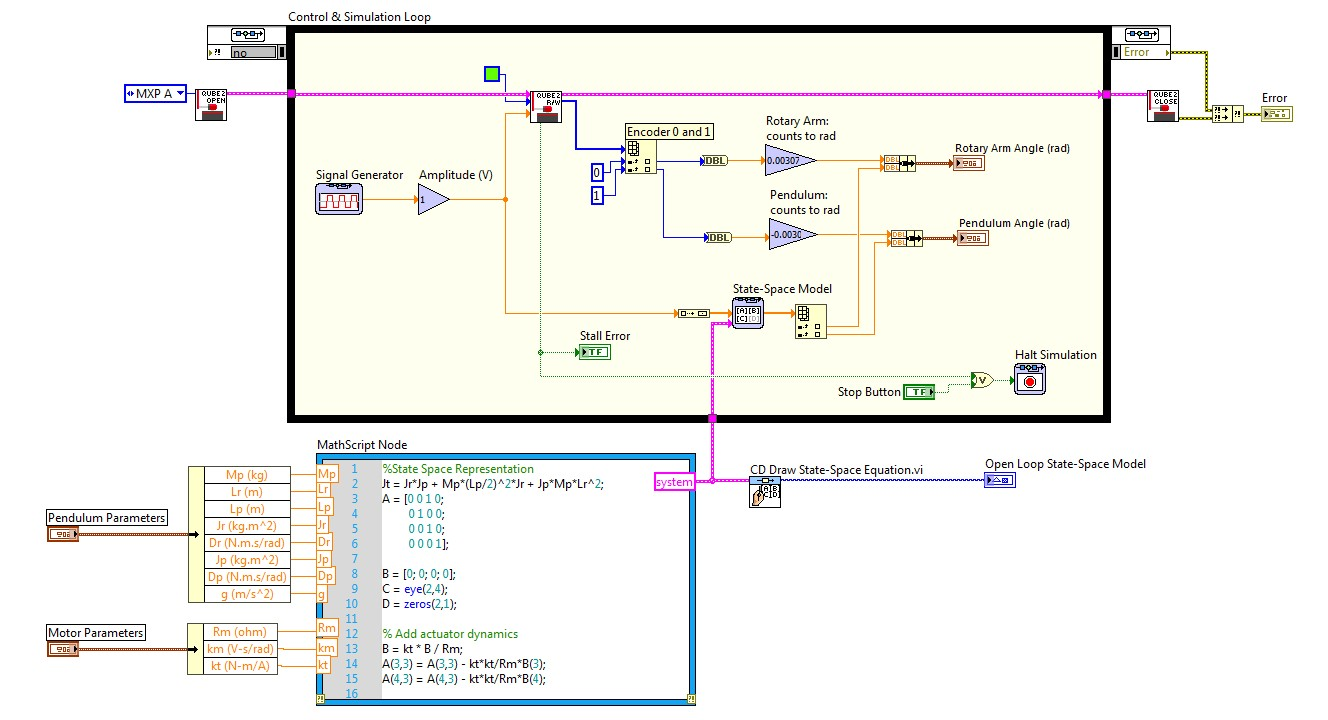 Control & Simulation Loop
no
Error
MXP A
QUBE2
OPEN
QUBE2
R/W
QUBE2
CLOSE
Error
Encoder 0 and 1
0
1
DBL
DBL
Rotary Arm:
counts to rad
0.00307
Pendulum:
counts to rad
-0.0030
DBL
DBL
DBL
DBL
Rotary Arm Angle (rad)
Pendulum Angle (rad)
Signal Generator
Amplitude (V)
1
State-Space Model
[A][B]
[C][D]
Stall Error
TF
Halt Simulation
V
Stop Button
TF
MathScript Node
Pendulum Parameters
Mp (kg)
Lr (m)
Lp (m)
Jr (kg.m^2)
Dr (N.m.s/rad)
Jp (kg.m^2)
Dp (N.m.s/rad)
g (m/s^2)
Motor Parameters
Rm (ohm)
km (V-s/rad)
kt (N-m/A)
Mp
Lr
Lp
Jr
Dr
Jp
Dp
g
Rm
km
kt
1 %State Space Representation
2 Jt = Jr*Jp + Mp*(Lp/2)^2*Jr + Jp*Mp*Lr^2;
3 A = [0 0 1 0;
4 0 1 0 0;
5 0 0 1 0;
6 0 0 0 1];
7
8 B = [0; 0; 0; 0];
9 C = eye(2,4);
10 D = zeros(2,1);
11
12 % Add actuator dynamics
13 B = kt * B / Rm;
14 A(3,3) = A(3,3) - kt*kt/Rm*B(3);
15 A(4,3) = A(4,3) - kt*kt/Rm*B(4);
16
system
CD Draw State-Space Equation.vi
Open Loop State-Space Model